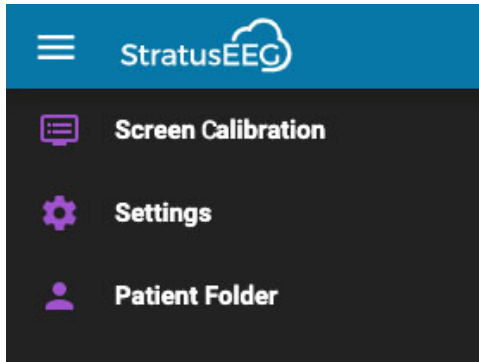 StratusEEG
Screen Calibration
Settings
Patient Folder